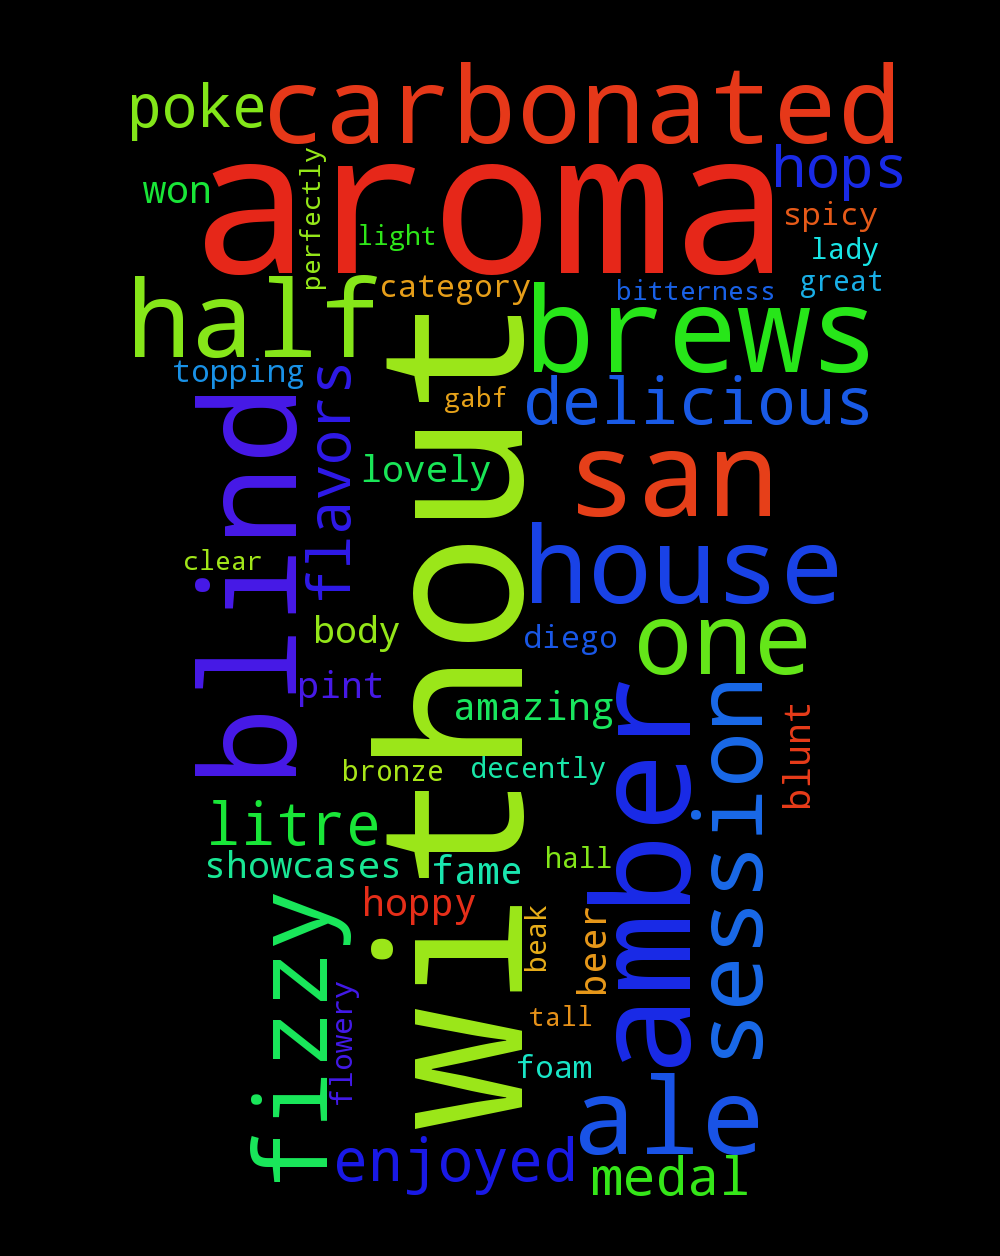 carbonated
poke
aroma
hops
won
perfectly
spicy
light
lady
great
half
category
bitterness
brews
topping
flavors
gabf
delicious
blind
without
lovely
san
clear
house
body
diego
one
pint
amazing
amber
session
blunt
bronze
decently
litre
showcases
fame
hall
hoppy
fizzy
beak
beer
flowery
tall
foam
ale
enjoyed
medal